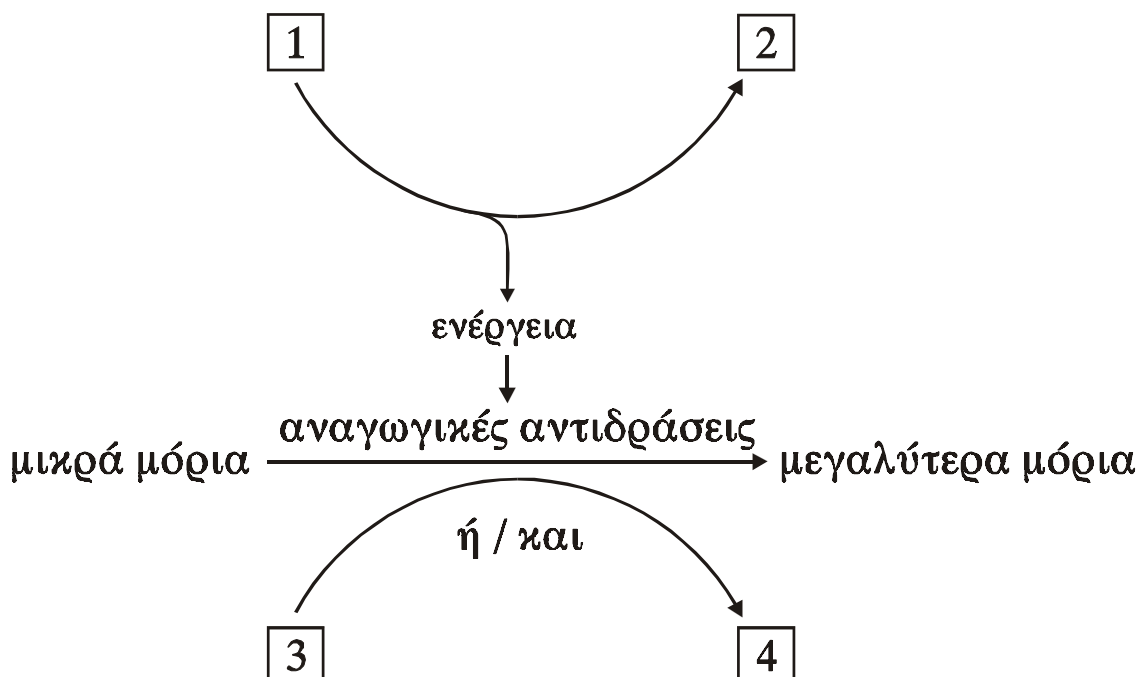 1 2
ενέργεια
αναγωγικές αντιδράσεις
μικρά μόρια μεγαλύτερα μόρια
ή / και
3 4